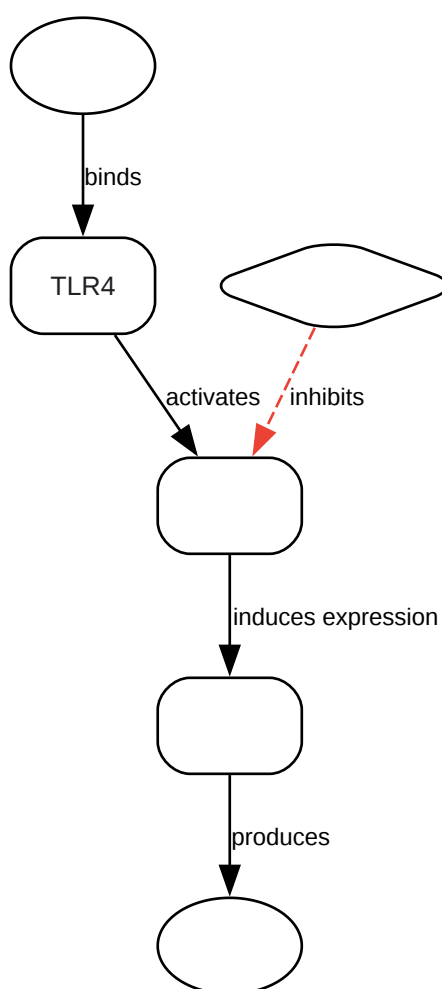 binds
TLR4
activates
inhibits
induces expression
produces